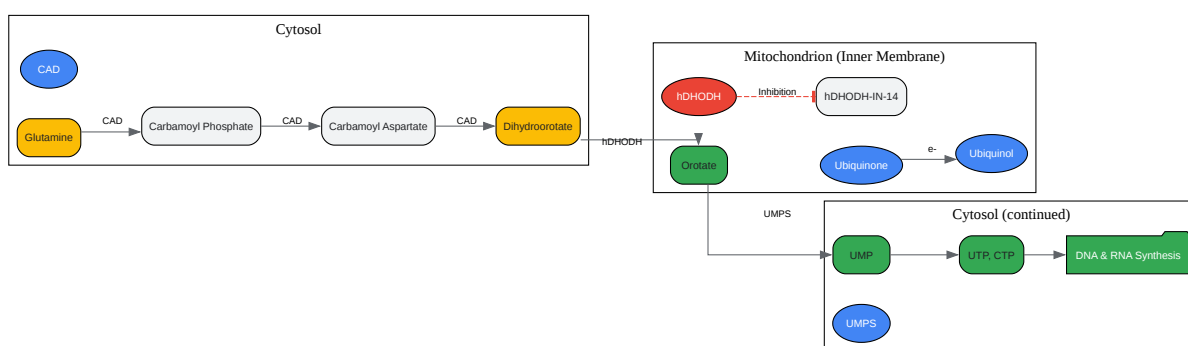 Cytosol
CAD
Glutamine
CAD
Carbamoyl Phosphate
CAD
Carbamoyl Aspartate
CAD
Dihydroorotate
hDHODH
Mitochondrion (Inner Membrane)
hDHODH
Inhibition
hDHODH-IN-14
Orotate
Ubiquinone
e-
Ubiquinol
UMPS
Cytosol (continued)
UMP
UTP, CTP
DNA & RNA Synthesis
UMPS